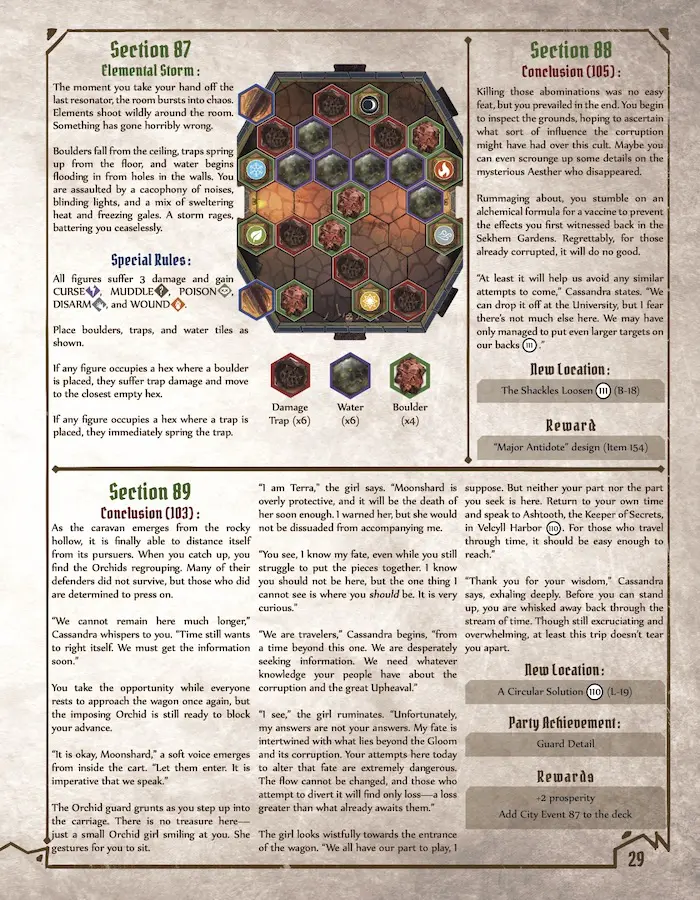 Section 87
Elemental Storm:
The moment you take your hand off the
last resonator, the room bursts into chaos.
Elements shoot wildly around the room.
Something has gone horribly wrong.
Boulders fall from the ceiling, traps spring
up from the floor, and water begins
flooding in from holes in the walls. You
are assaulted by a cacophony of noises,
blinding lights, and a mix of sweltering
heat and freezing gales. A storm rages,
battering you ceaselessly.
Special Rules:
All figures suffer 3 damage and gain
CURSE, MUDDLE, POISON,
DISARM, and WOUND.
Place boulders, traps, and water tiles as
shown.
If any figure occupies a hex where a boulder
is placed, they suffer trap damage and move
to the closest empty hex.
If any figure occupies a hex where a trap is
placed, they immediately spring the trap.
Damage
Trap (x6)
Water
(x6)
Boulder
(x4)
Section 88
Conclusion (105):
Killing those abominations was no easy
feat, but you prevailed in the end. You begin
to inspect the grounds, hoping to ascertain
what sort of influence the corruption
might have had over this cult. Maybe you
can even scrounge up some details on the
mysterious Aesther who disappeared.
Rummaging about, you stumble on an
alchemical formula for a vaccine to prevent
the effects you first witnessed back in the
Sekhem Gardens. Regrettably, for those
already corrupted, it will do no good.
“At least it will help us avoid any similar
attempts to come,” Cassandra states. “We
can drop it off at the University, but I fear
there’s not much else here. We may have
only managed to put even larger targets on
our backs 111.”
New Location:
The Shackles Loosen 111 (B-18)
Reward
“Major Antidote” design (Item 154)
Section 89
Conclusion (103):
As the caravan emerges from the rocky
hollow, it is finally able to distance itself
from its pursuers. When you catch up, you
find the Orchids regrouping. Many of their
defenders did not survive, but those who did
are determined to press on.
“We cannot remain here much longer,”
Cassandra whispers to you. “Time still wants
to right itself. We must get the information
soon.”
You take the opportunity while everyone
rests to approach the wagon once again, but
the imposing Orchid is still ready to block
your advance.
“It is okay, Moonshard,” a soft voice emerges
from inside the cart. “Let them enter. It is
imperative that we speak.”
The Orchid guard grunts as you step up into
the carriage. There is no treasure here—
just a small Orchid girl smiling at you. She
gestures for you to sit.
“I am Terra,” the girl says. “Moonshard is
overly protective, and it will be the death of
her soon enough. I warned her, but she would
not be dissuaded from accompanying me.
“You see, I know my fate, even while you still
struggle to put the pieces together. I know
you should not be here, but the one thing I
cannot see is where you should be. It is very
curious.”
“We are travelers,” Cassandra begins, “from
a time beyond this one. We are desperately
seeking information. We need whatever
knowledge your people have about the
corruption and the great Upheaval.”
“I see,” the girl ruminates. “Unfortunately,
my answers are not your answers. My fate is
intertwined with what lies beyond the Gloom
and its corruption. Your attempts here today
to alter that fate are extremely dangerous.
The flow cannot be changed, and those who
attempt to divert it will find only loss—a loss
greater than what already awaits them.”
The girl looks wistfully towards the entrance
of the wagon. “We all have our part to play, I
suppose. But neither your part nor the part
you seek is here. Return to your own time
and speak to Ashtooth, the Keeper of Secrets,
in Velcyll Harbor 110. For those who travel
through time, it should be easy enough to
reach.”
“Thank you for your wisdom,” Cassandra
says, exhaling deeply. Before you can stand
up, you are whisked away back through the
stream of time. Though still excruciating and
overwhelming, at least this trip doesn’t tear
you apart.
New Location:
A Circular Solution 110 (L-19)
Party Achievement:
Guard Detail
Rewards
+2 prosperity
Add City Event 87 to the deck
29